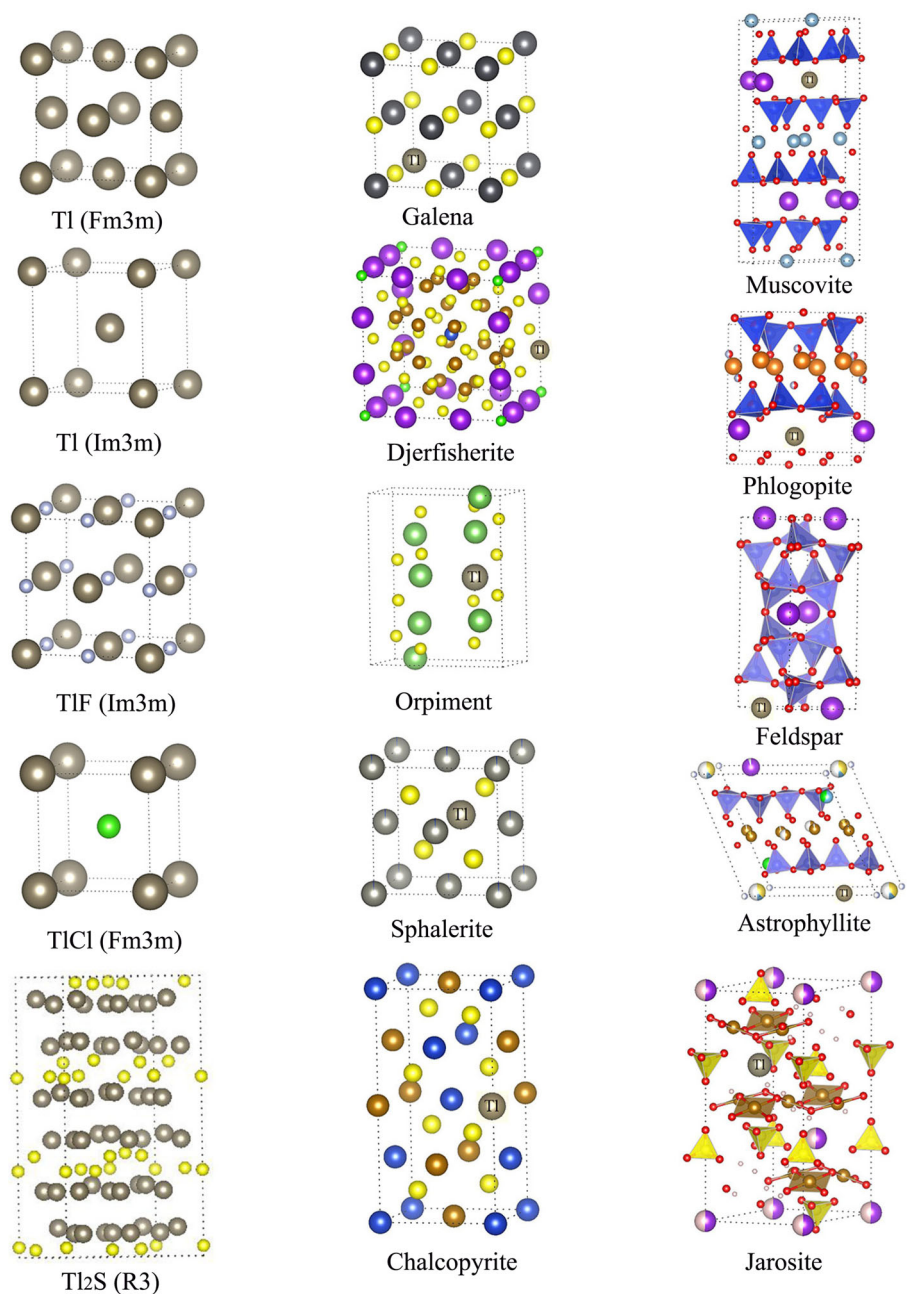 Tl (Fm3m)
Tl (Im3m)
TlF (Im3m)
TlCl (Fm3m)
Tl2S (R3)
Tl
Galena
Tl
Djerfisherite
Tl
Orpiment
Tl
Sphalerite
Tl
Chalcopyrite
Tl
Muscovite
Tl
Phlogopite
Tl
Feldspar
Tl
Astrophyllite
Tl
Jarosite